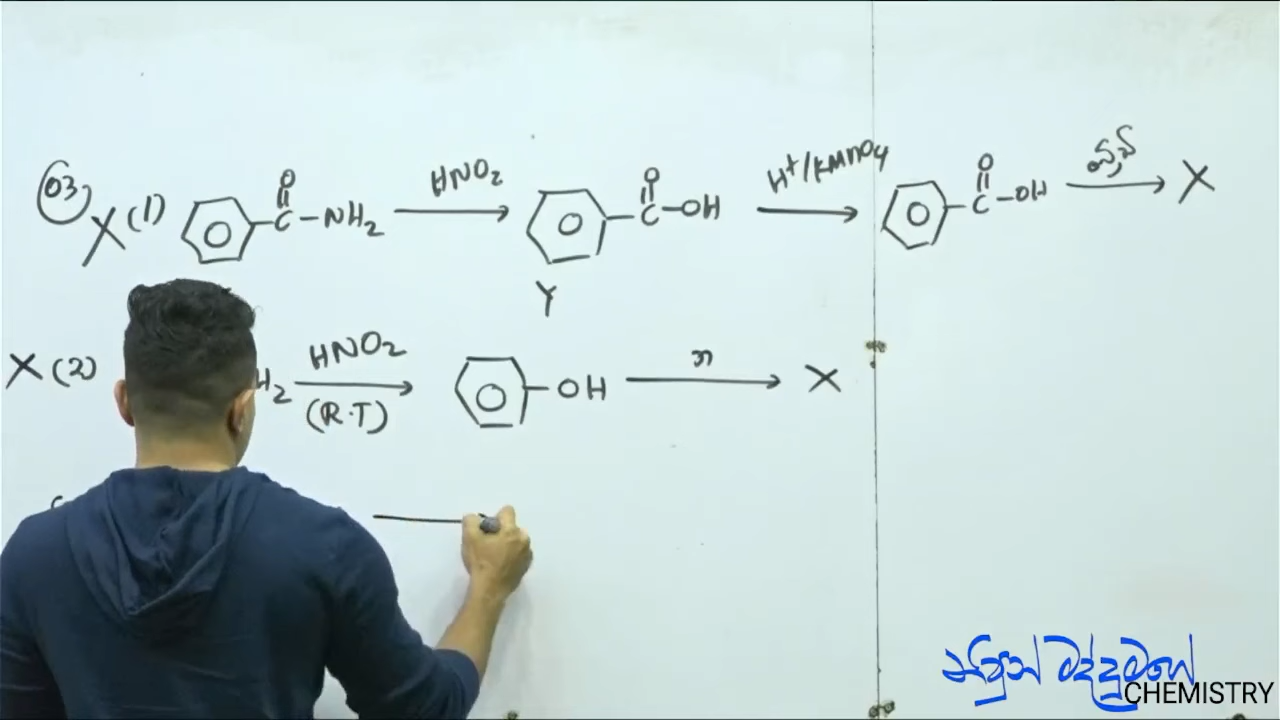 03)
X (1) O C-NH2 HNO2 O C-OH H+/KMnO4 O C-OH X
Y
X (2) H2 HNO2 (R.T) OH X
CHEMISTRY